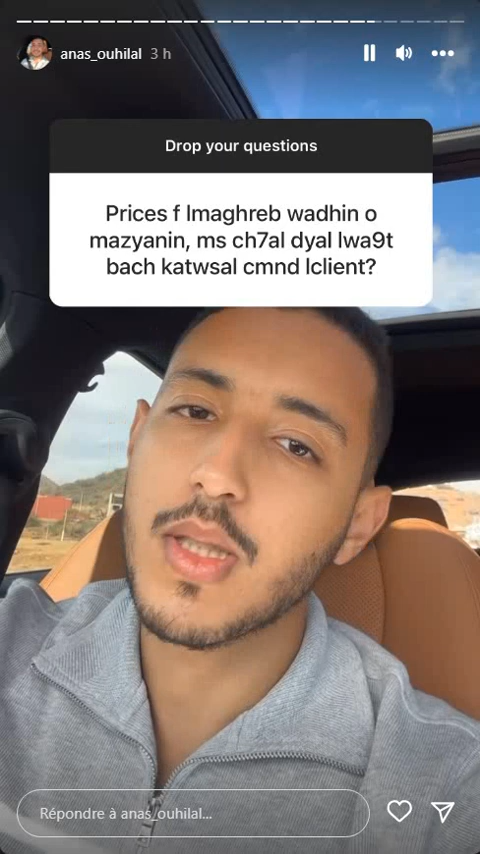 anas_ouhilal 3 h
Drop your questions
Prices f lmaghreb wadhin o
mazyanin, ms ch7al dyal lwa9t
bach katwsal cmnd lclient?
Répondre à anas_ouhilal...